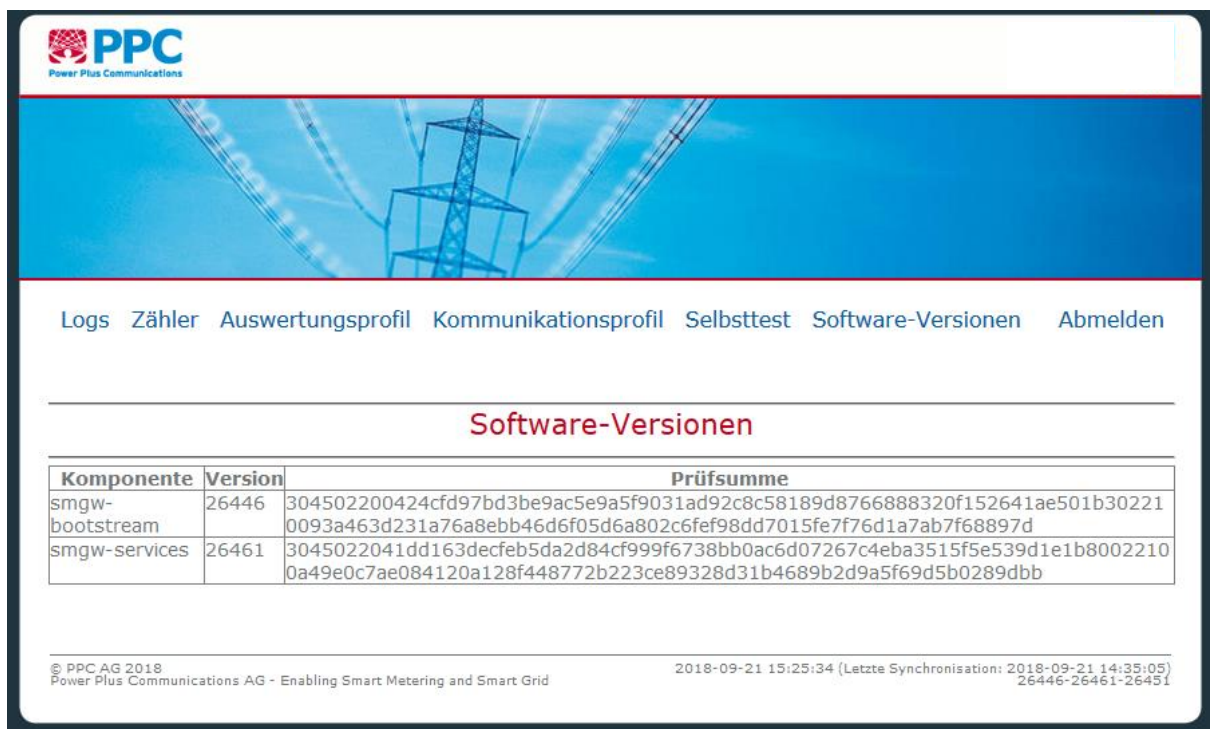 PPC
Power Plus Communications
Logs Zähler Auswertungsprofil Kommunikationsprofil Selbsttest Software-Versionen Abmelden
Software-Versionen
Komponente Version Prüfsumme
smgw- 26446 304502200424cfd97bd3be9ac5e9a5f9031ad92c8c58189d8766888320f152641ae501b30221
bootstream 0093a463d231a76a8ebb46d6f05d6a802c6fef98dd7015fe7f76d1a7ab7f68897d
smgw-services 26461 3045022041dd163decfeb5da2d84cf999f6738bb0ac6d07267c4eba3515f5e539d1e1b8002210
0a49e0c7ae084120a128f448772b223ce89328d31b4689b2d9a5f69d5b0289dbb
© PPC AG 2018 2018-09-21 15:25:34 (Letzte Synchronisation: 2018-09-21 14:35:05)
Power Plus Communications AG - Enabling Smart Metering and Smart Grid 26446-26461-26451